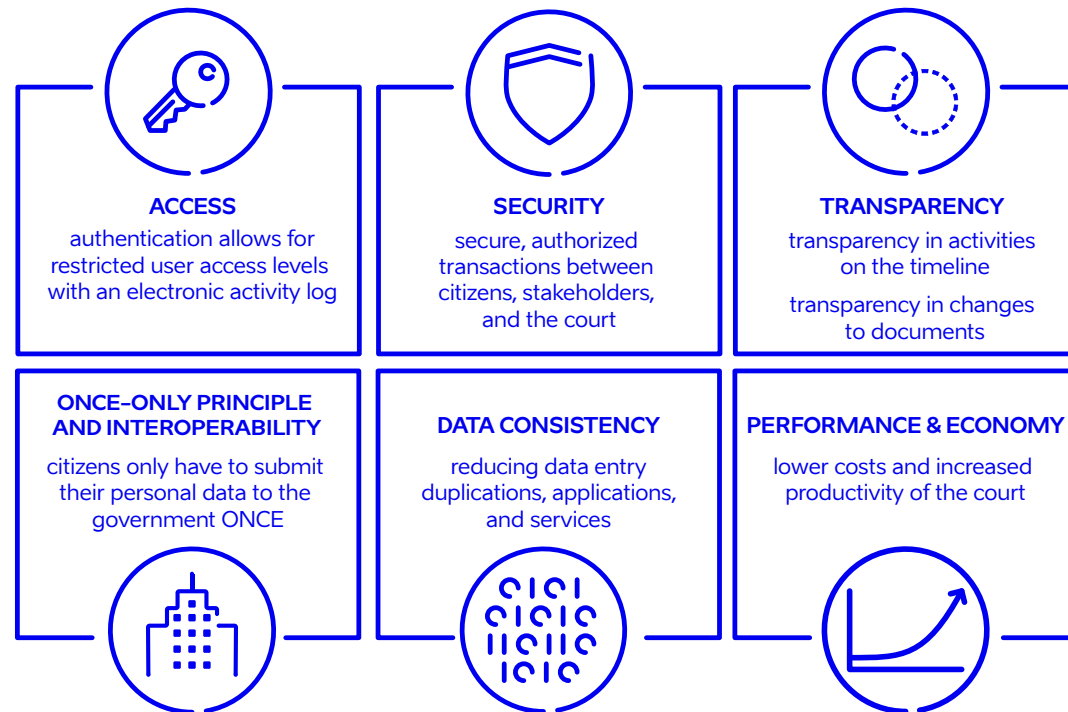 ACCESS
authentication allows for
restricted user access levels
with an electronic activity log
SECURITY
secure, authorized
transactions between
citizens, stakeholders,
and the court
TRANSPARENCY
transparency in activities
on the timeline
transparency in changes
to documents
ONCE–ONLY PRINCIPLE
AND INTEROPERABILITY
citizens only have to submit
their personal data to the
government ONCE
DATA CONSISTENCY
reducing data entry
duplications, applications,
and services
PERFORMANCE & ECONOMY
lower costs and increased
productivity of the court